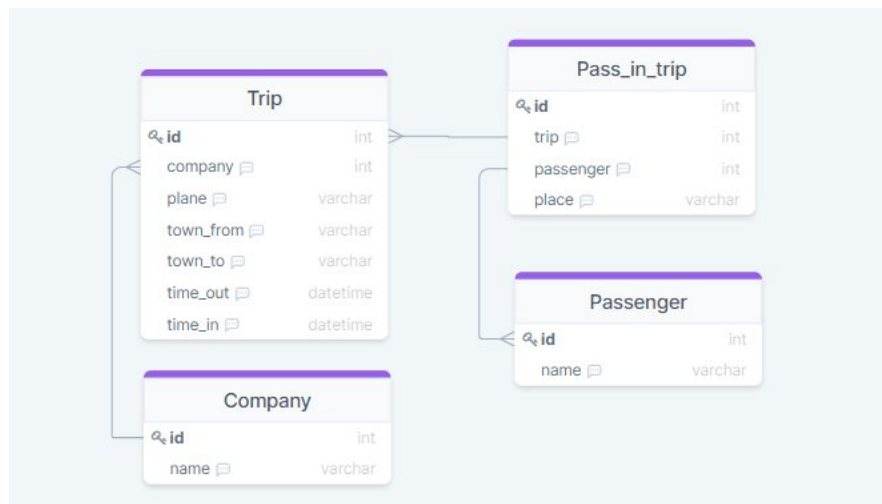 Trip
id int
company int
plane varchar
town_from varchar
town_to varchar
time_out datetime
time_in datetime
Pass_in_trip
id int
trip int
passenger int
place varchar
Company
id int
name varchar
Passenger
id int
name varchar